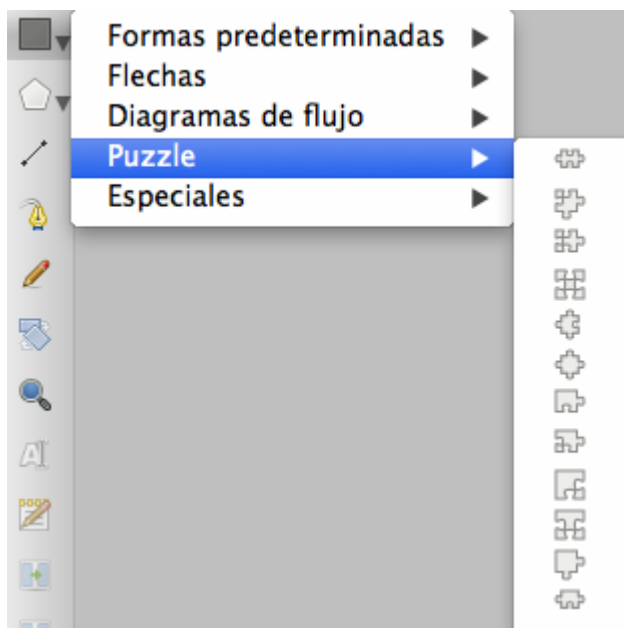 Formas predeterminadas
Flechas
Diagramas de flujo
Puzzle
Especiales